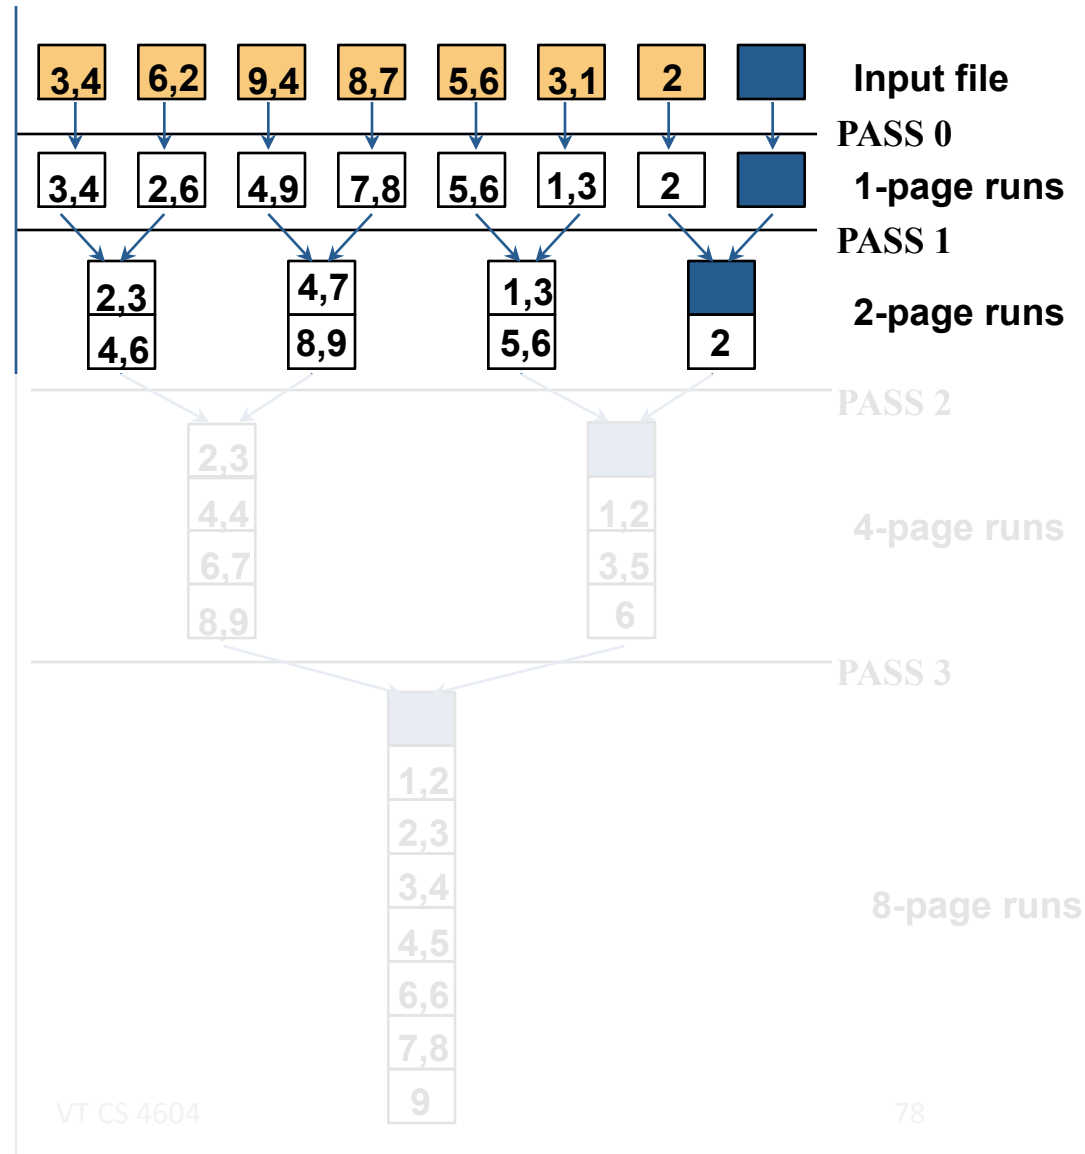 3,4 6,2 9,4 8,7 5,6 3,1 2 Input file
PASS 0
3,4 2,6 4,9 7,8 5,6 1,3 2 1-page runs
PASS 1
2,3 4,7 1,3
2-page runs
4,6 8,9 5,6 2
PASS 2
2,3
4,4 1,2
4-page runs
6,7 3,5
8,9 6
PASS 3
1,2
2,3
3,4
8-page runs
4,5
6,6
7,8
9
VT CS 4604 78